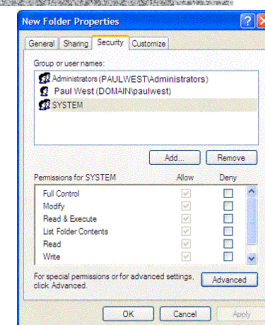 New Folder Properties
General Sharing Security Customize
Group or user names:
Administrators (PAULWEST\Administrators)
Paul West (DOMAIN\paulwest)
SYSTEM
Add... Remove
Permissions for SYSTEM Allow Deny
Full Control
Modify
Read & Execute
List Folder Contents
Read
Write
For special permissions or for advanced settings,
click Advanced.
Advanced
OK Cancel Apply